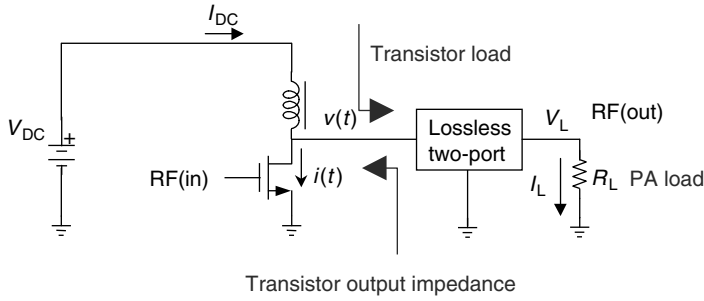 I_DC
Transistor load
V_DC
+
v(t)
Lossless
two-port
V_L
RF(out)
RF(in)
i(t)
I_L
R_L
PA load
Transistor output impedance